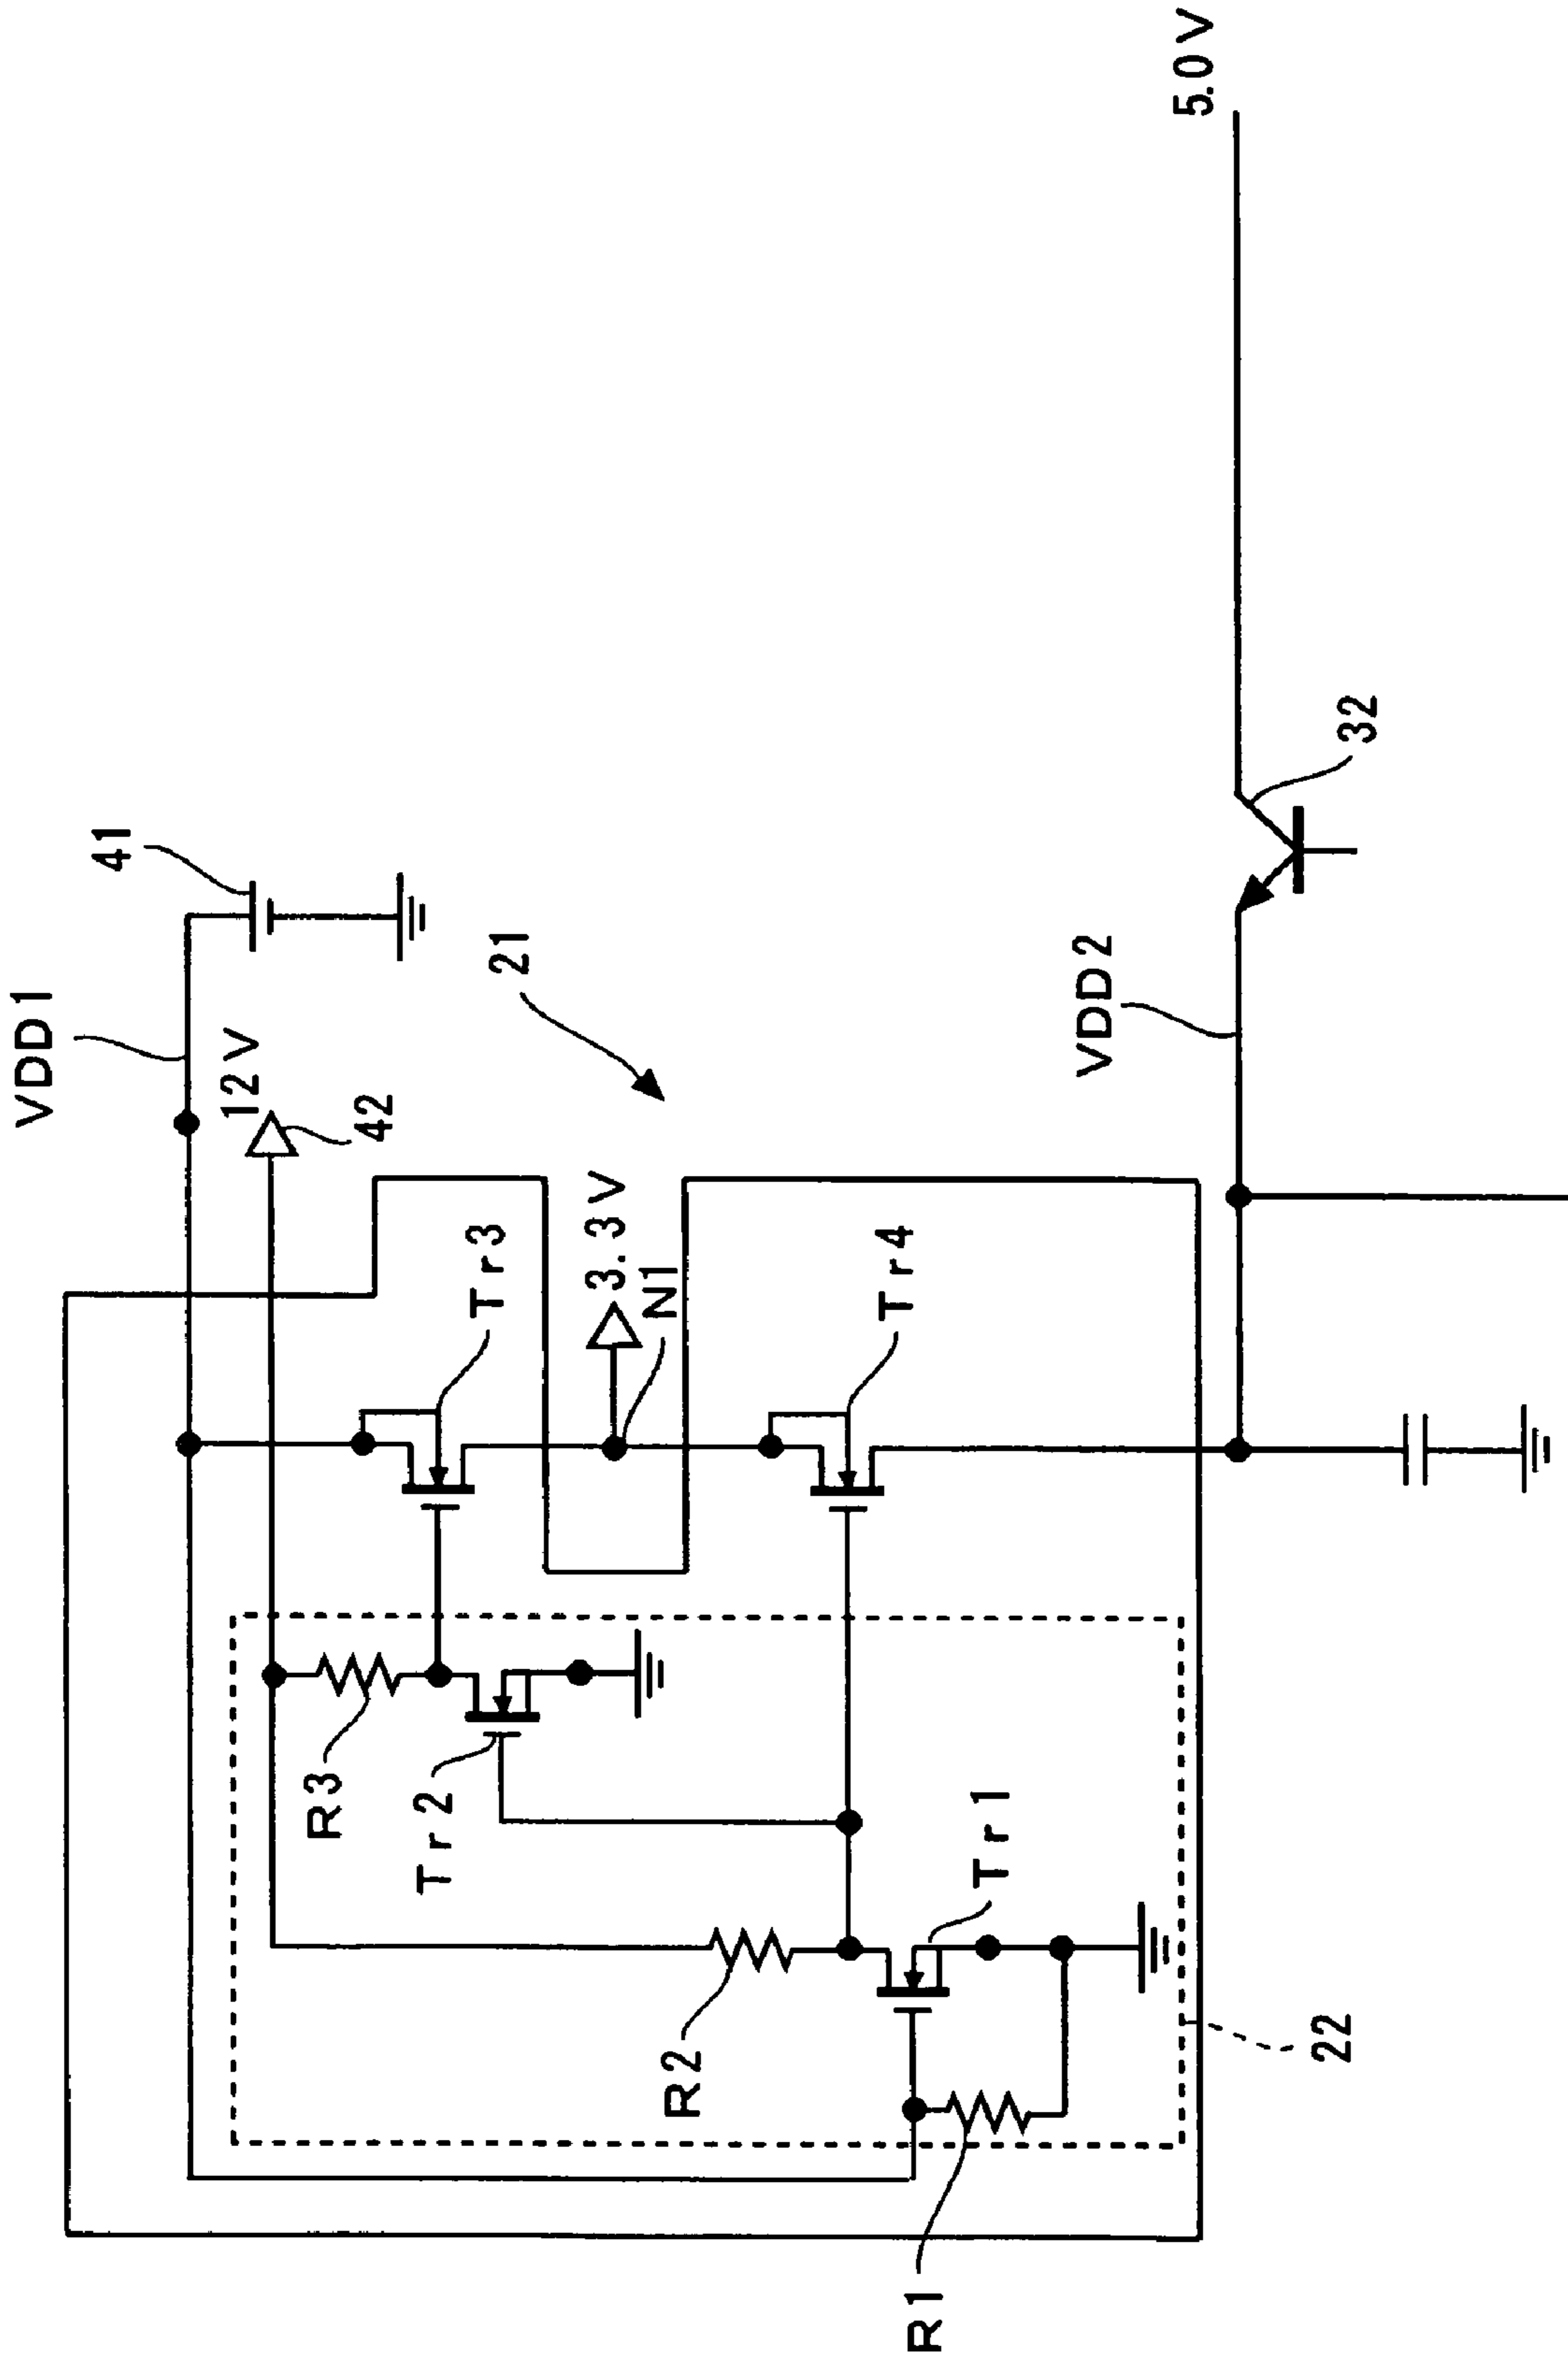 VDD1
41
12V
42
21
Tr3
3.3V
N1
Tr4
R3
Tr2
R2
Tr1
R1
22
VDD2
32
5.0V